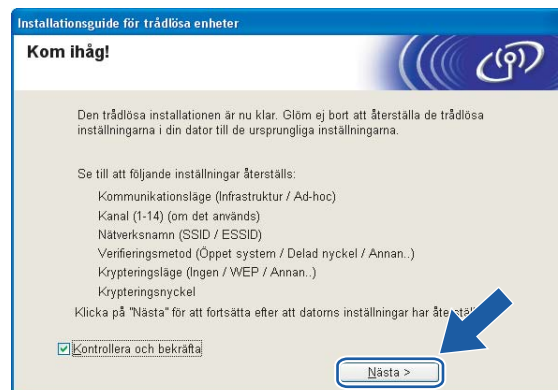 Installationsguide för trådlösa enheter
Kom ihåg!
Den trådlösa installationen är nu klar. Glöm ej bort att återställa de trådlösa
inställningarna i din dator till de ursprungliga inställningarna.
Se till att följande inställningar återställs:
Kommunikationsläge (Infrastruktur / Ad-hoc)
Kanal (1-14) (om det används)
Nätverksnamn (SSID / ESSID)
Verifieringsmetod (Öppet system / Delad nyckel / Annan..)
Krypteringsläge (Ingen / WEP / Annan..)
Krypteringsnyckel
Klicka på "Nästa" för att fortsätta efter att datorns inställningar har
Kontrollera och bekräfta
Nästa >